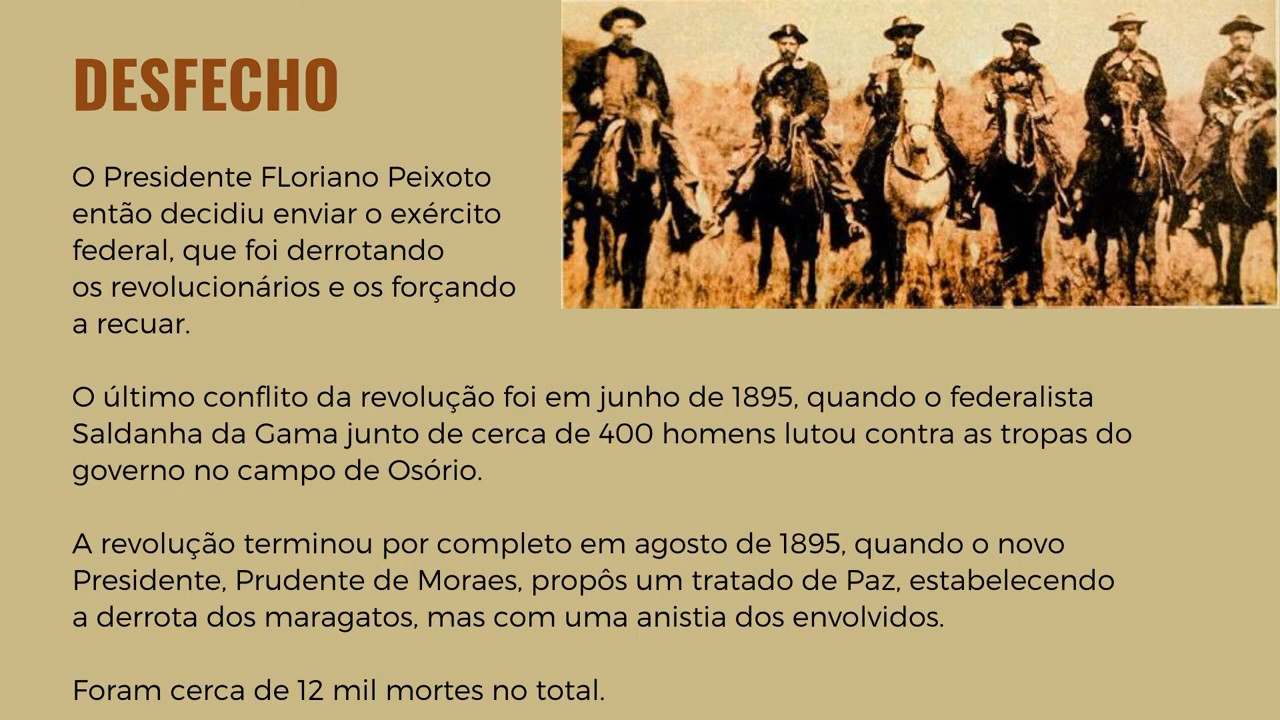 DESFECHO
O Presidente FLoriano Peixoto
então decidiu enviar o exército
federal, que foi derrotando
os revolucionários e os forçando
a recuar.
O último conflito da revolução foi em junho de 1895, quando o federalista
Saldanha da Gama junto de cerca de 400 homens lutou contra as tropas do
governo no campo de Osório.
A revolução terminou por completo em agosto de 1895, quando o novo
Presidente, Prudente de Moraes, propôs um tratado de Paz, estabelecendo
a derrota dos maragatos, mas com uma anistia dos envolvidos.
Foram cerca de 12 mil mortes no total.